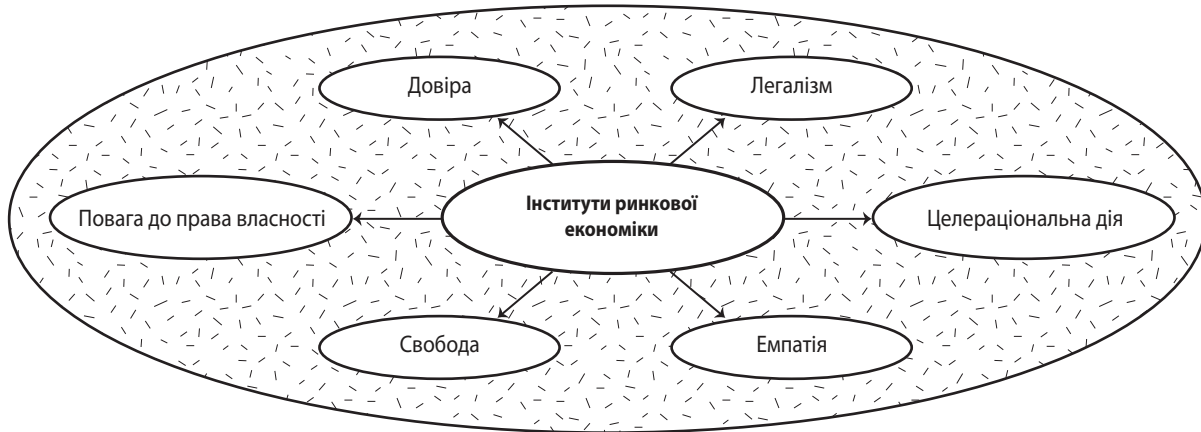 Довіра
Легалізм
Повага до права власності
Інститути ринкової
економіки
Целераціональна дія
Свобода
Емпатія